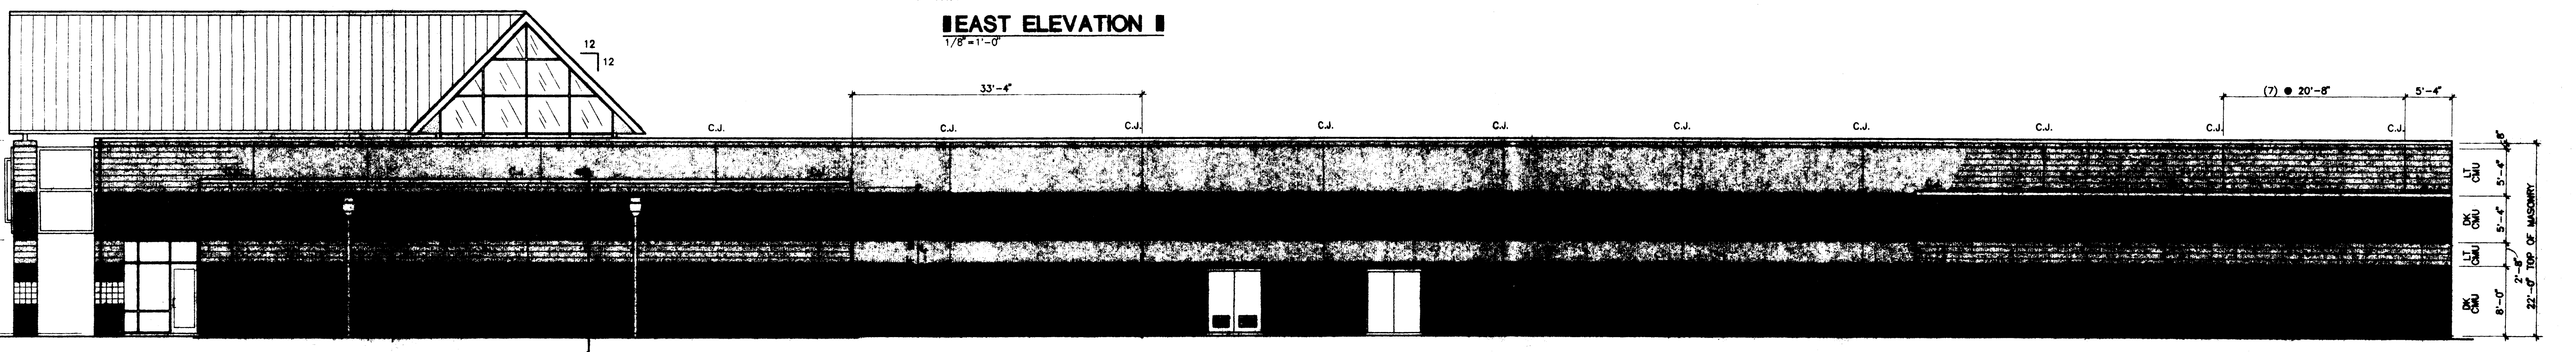 EAST ELEVATION
1/8"=1'-0"
12
12
33'-4"
(7) ● 20'-8"
5'-4"
C.J.
C.J.
C.J.
C.J.
C.J.
C.J.
C.J.
C.J.
C.J.
C.J.
8"
LT
CMU
5'-4"
DK
CMU
5'-4"
LT
CMU
2'-8"
DK
CMU
8'-0"
22'-0" TOP OF MASONRY